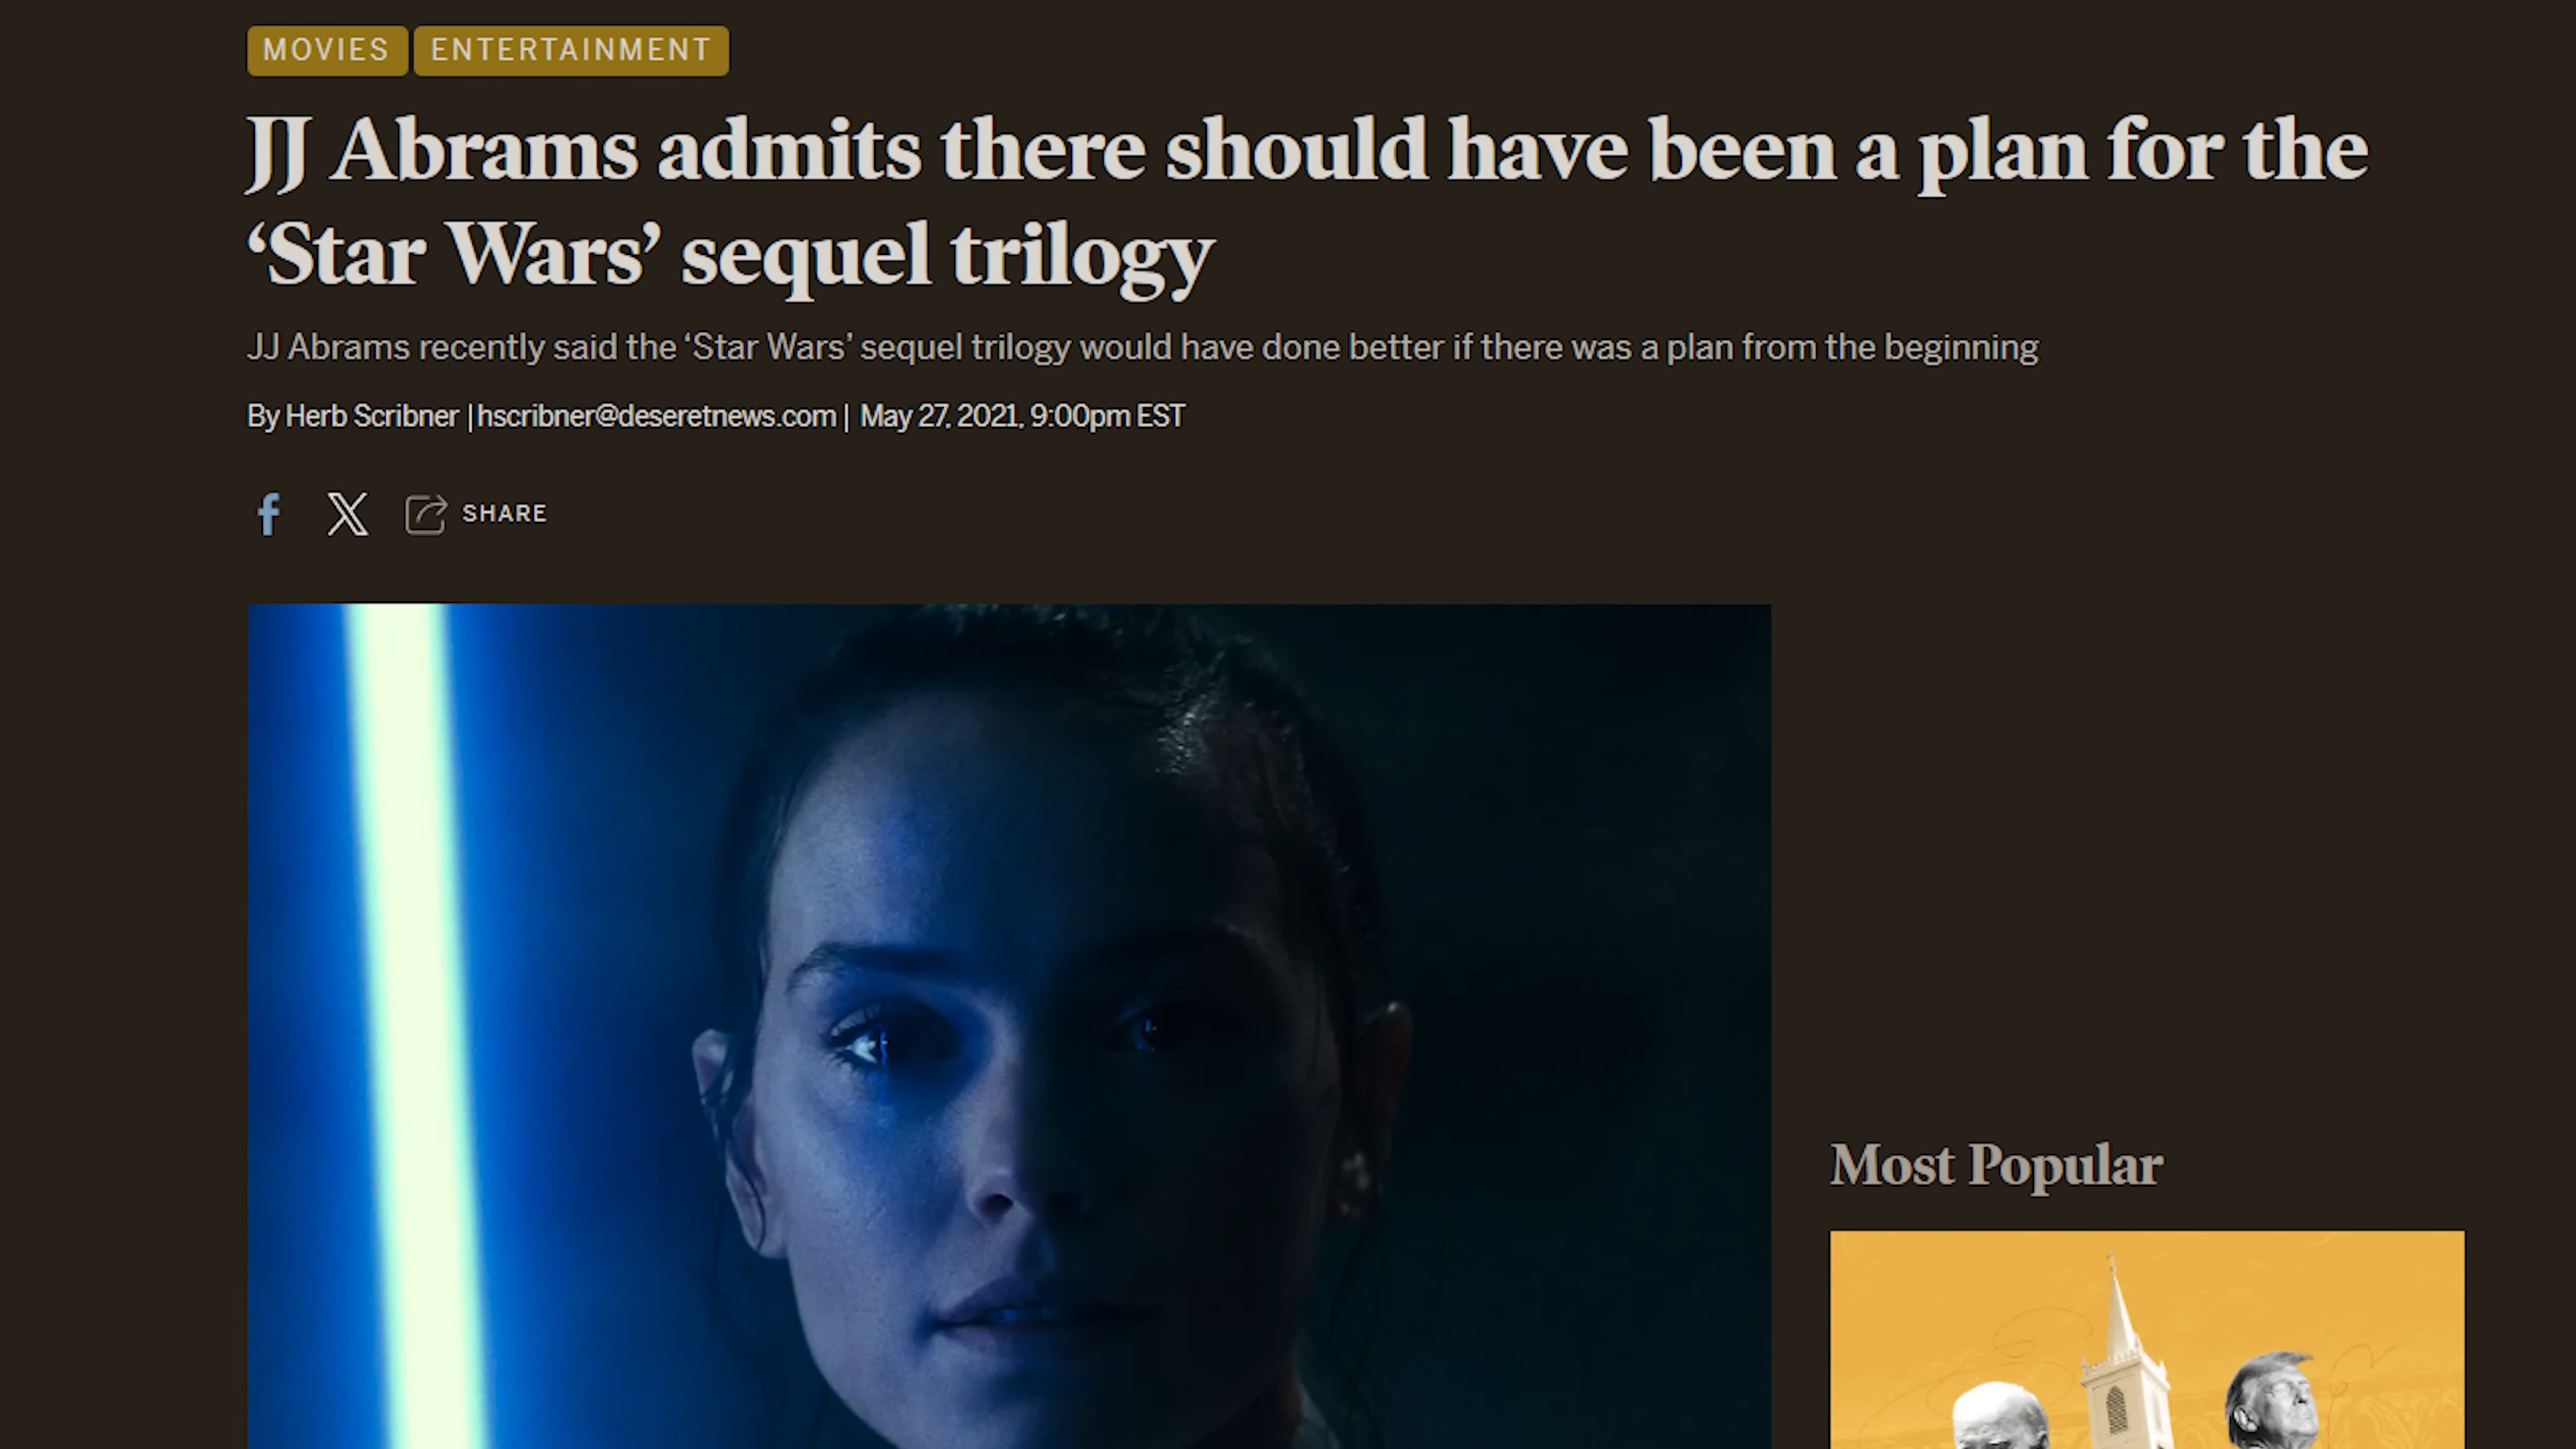 MOVIES ENTERTAINMENT
JJ Abrams admits there should have been a plan for the
‘Star Wars’ sequel trilogy
JJ Abrams recently said the ‘Star Wars’ sequel trilogy would have done better if there was a plan from the beginning
By Herb Scribner | hscribner@deseretnews.com | May 27, 2021, 9:00pm EST
f X SHARE
Most Popular